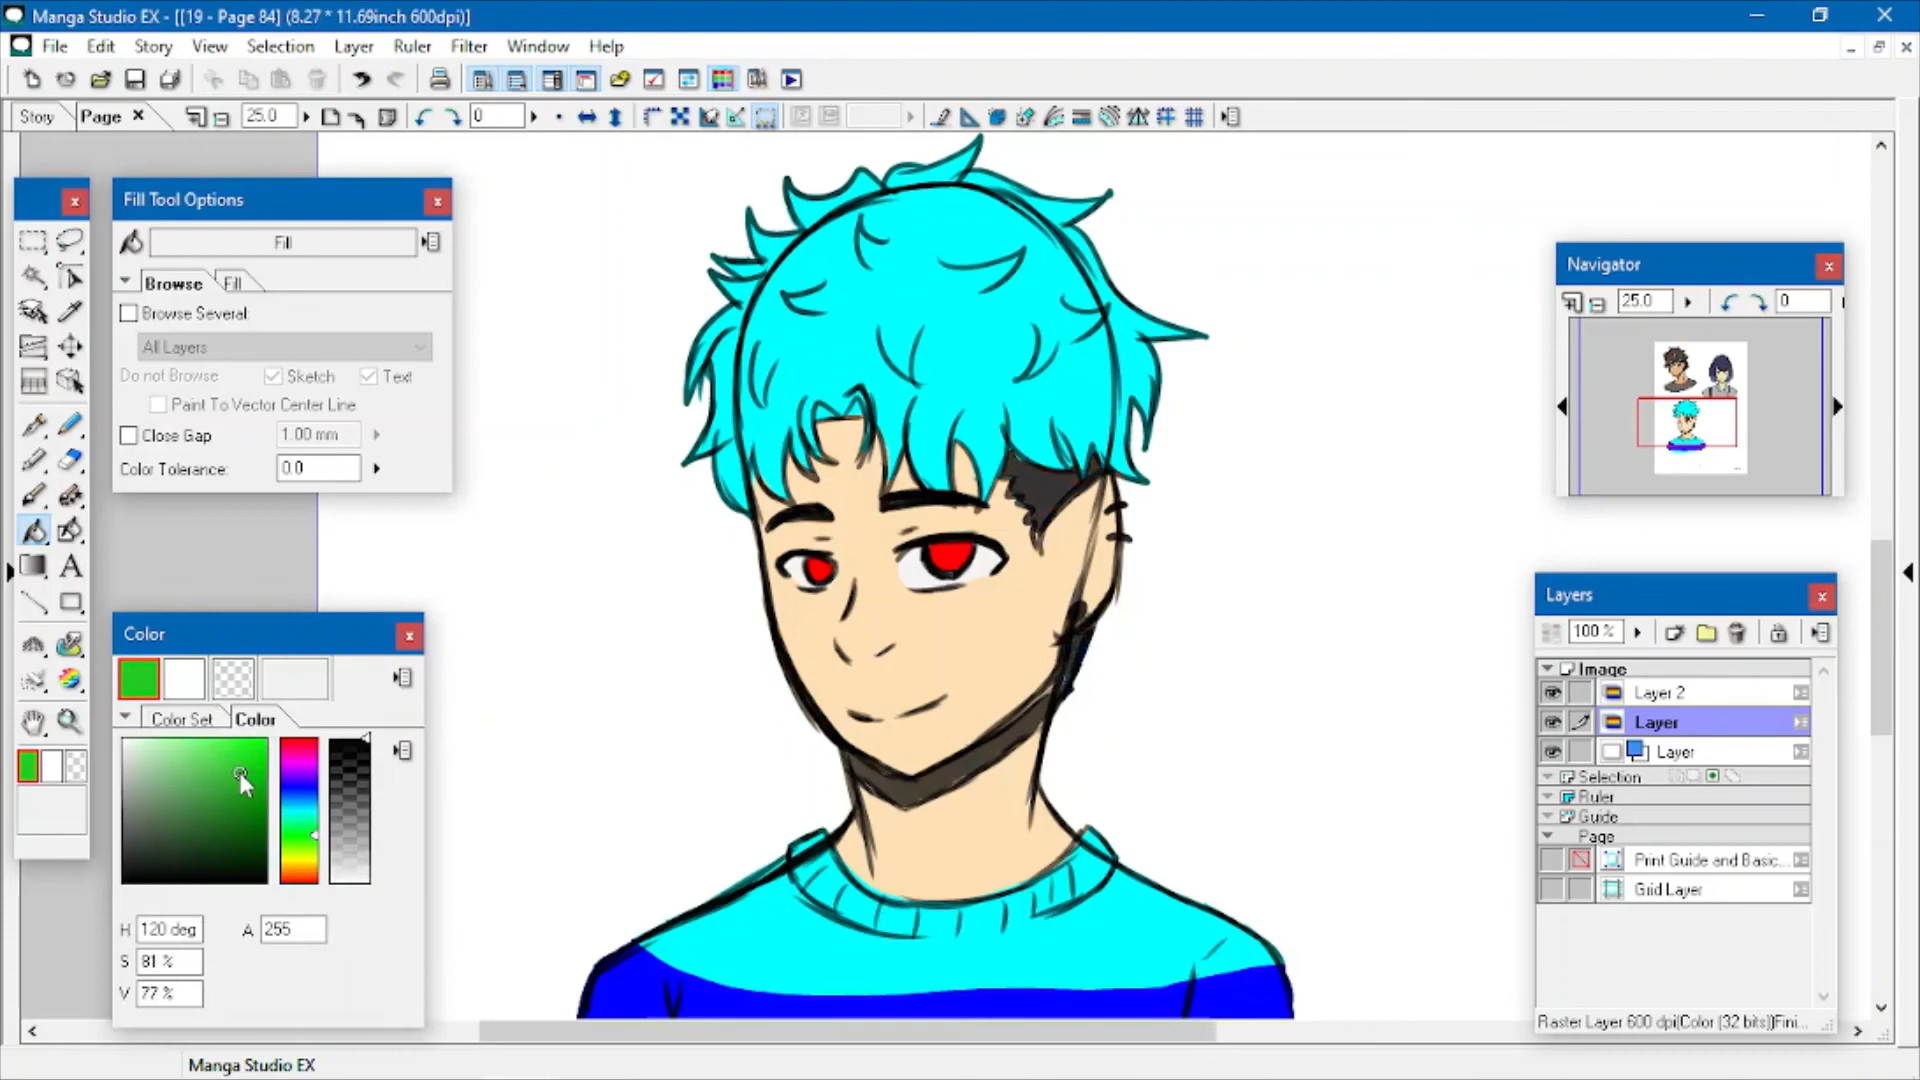 Manga Studio EX - [[19 - Page 84] (8.27 * 11.69inch 600dpi)]
File Edit Story View Selection Layer Ruler Filter Window Help
Story Page 25.0 0
Fill Tool Options
Fill
Browse Fill
Browse Several:
All Layers
Do not Browse Sketch Text
Paint To Vector Center Line
Close Gap 1.00 mm
Color Tolerance: 0.0
A
Color
Color Set Color
H 120 deg A 255
S 81 %
V 77 %
Navigator
25.0 0
Layers
100 %
Image
Layer 2
Layer
Layer
Selection
Ruler
Guide
Page
Print Guide and Basic...
Grid Layer
Raster Layer 600 dpi(Color (32 bits))Fini...
Manga Studio EX